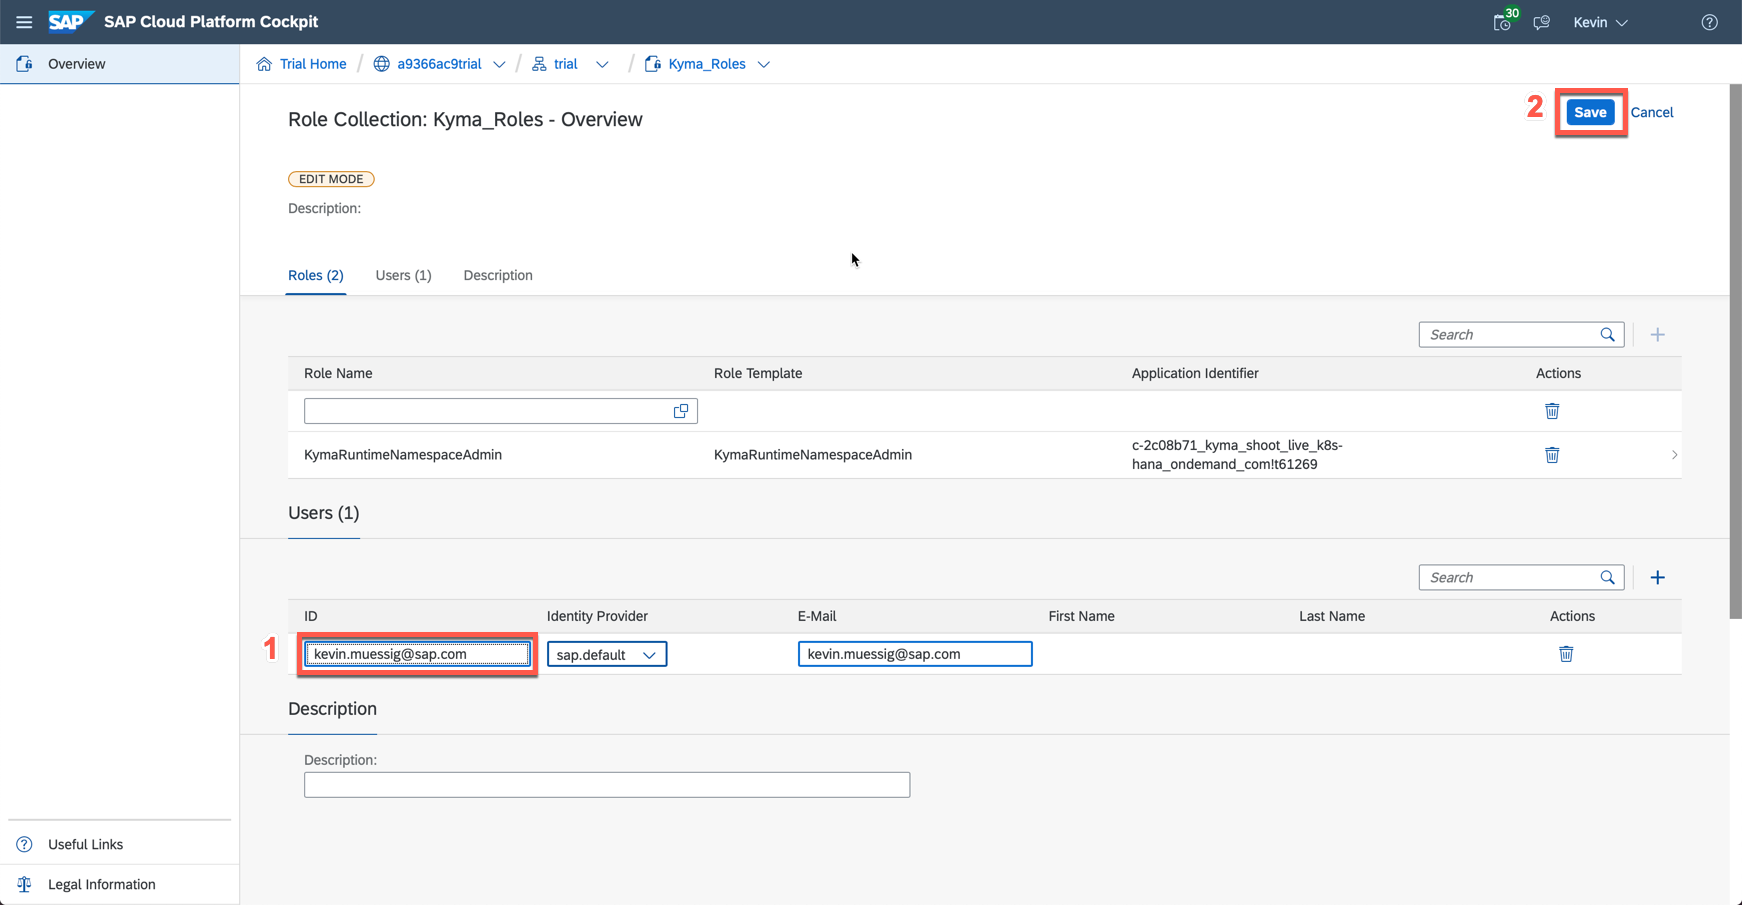 SAP SAP Cloud Platform Cockpit
30
Kevin
Overview
Trial Home / a9366ac9trial / trial / Kyma_Roles
Role Collection: Kyma_Roles - Overview
2 Save Cancel
EDIT MODE
Description:
Roles (2) Users (1) Description
Search
Role Name Role Template Application Identifier Actions
KymaRuntimeNamespaceAdmin KymaRuntimeNamespaceAdmin c-2c08b71_kyma_shoot_live_k8s-
hana_ondemand_com!t61269
Users (1)
Search
ID Identity Provider E-Mail First Name Last Name Actions
1 kevin.muessig@sap.com sap.default kevin.muessig@sap.com
Description
Description:
Useful Links
Legal Information